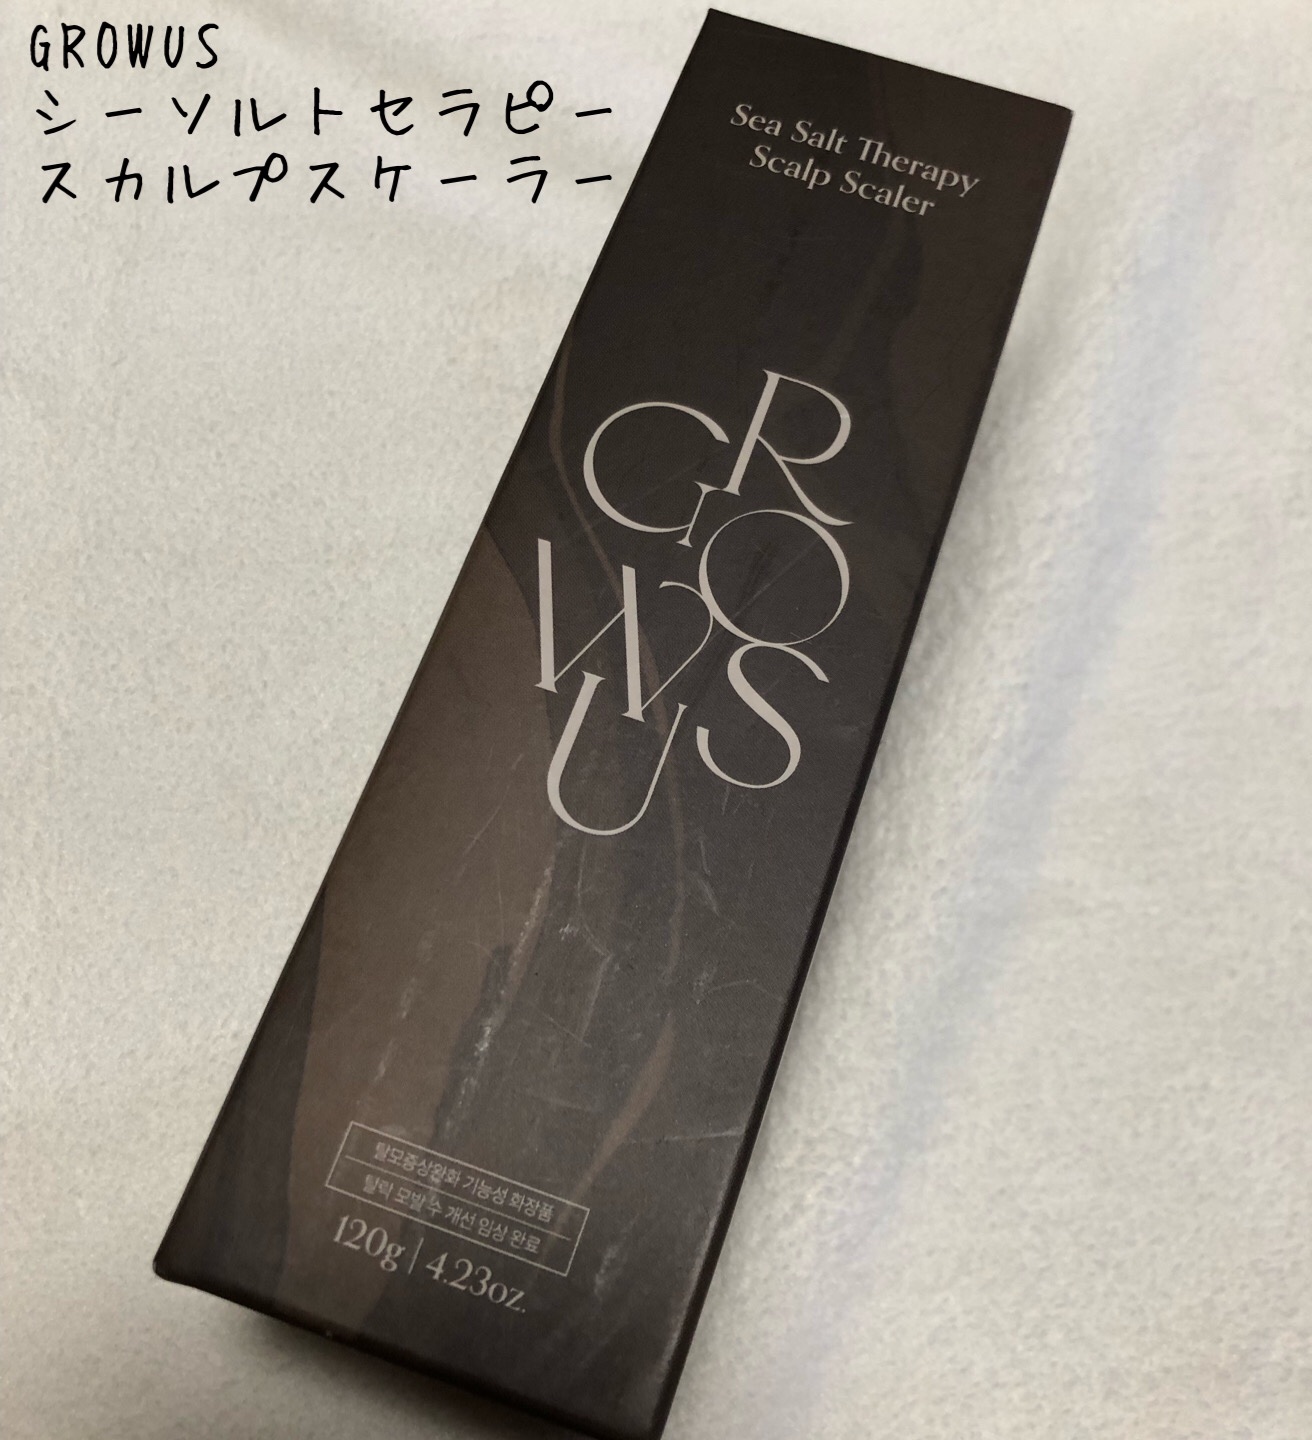 GROWUS
シーソルトセラピー
スカルプスケーラー
Sea Salt Therapy
Scalp Scaler
GROWUS
탈모증상완화 기능성 화장품
탈락 모발 수 개선 임상 완료
120g | 4.23oz.